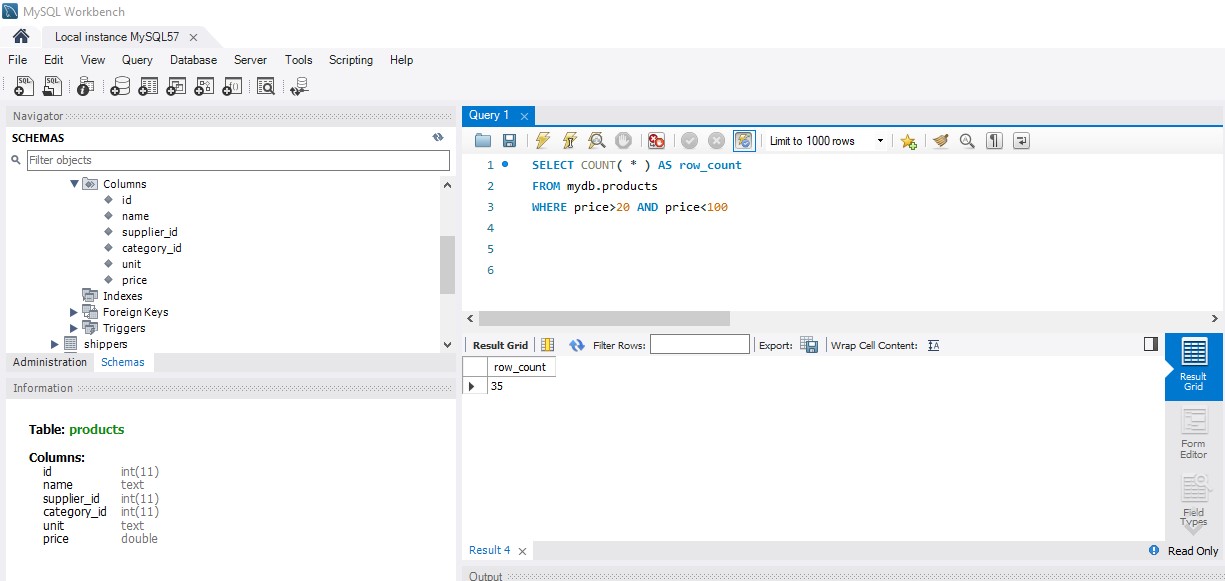 MySQL Workbench
Local instance MySQL57
File Edit View Query Database Server Tools Scripting Help
Navigator
SCHEMAS
Filter objects
Columns
id
name
supplier_id
category_id
unit
price
Indexes
Foreign Keys
Triggers
shippers
Administration Schemas
Information
Table: products
Columns:
id int(11)
name text
supplier_id int(11)
category_id int(11)
unit text
price double
Query 1
Limit to 1000 rows
1 SELECT COUNT( * ) AS row_count
2 FROM mydb.products
3 WHERE price>20 AND price<100
4
5
6
Result Grid Filter Rows: Export: Wrap Cell Content:
row_count
35
Result Grid
Form Editor
Field Types
Result 4
Read Only
Output